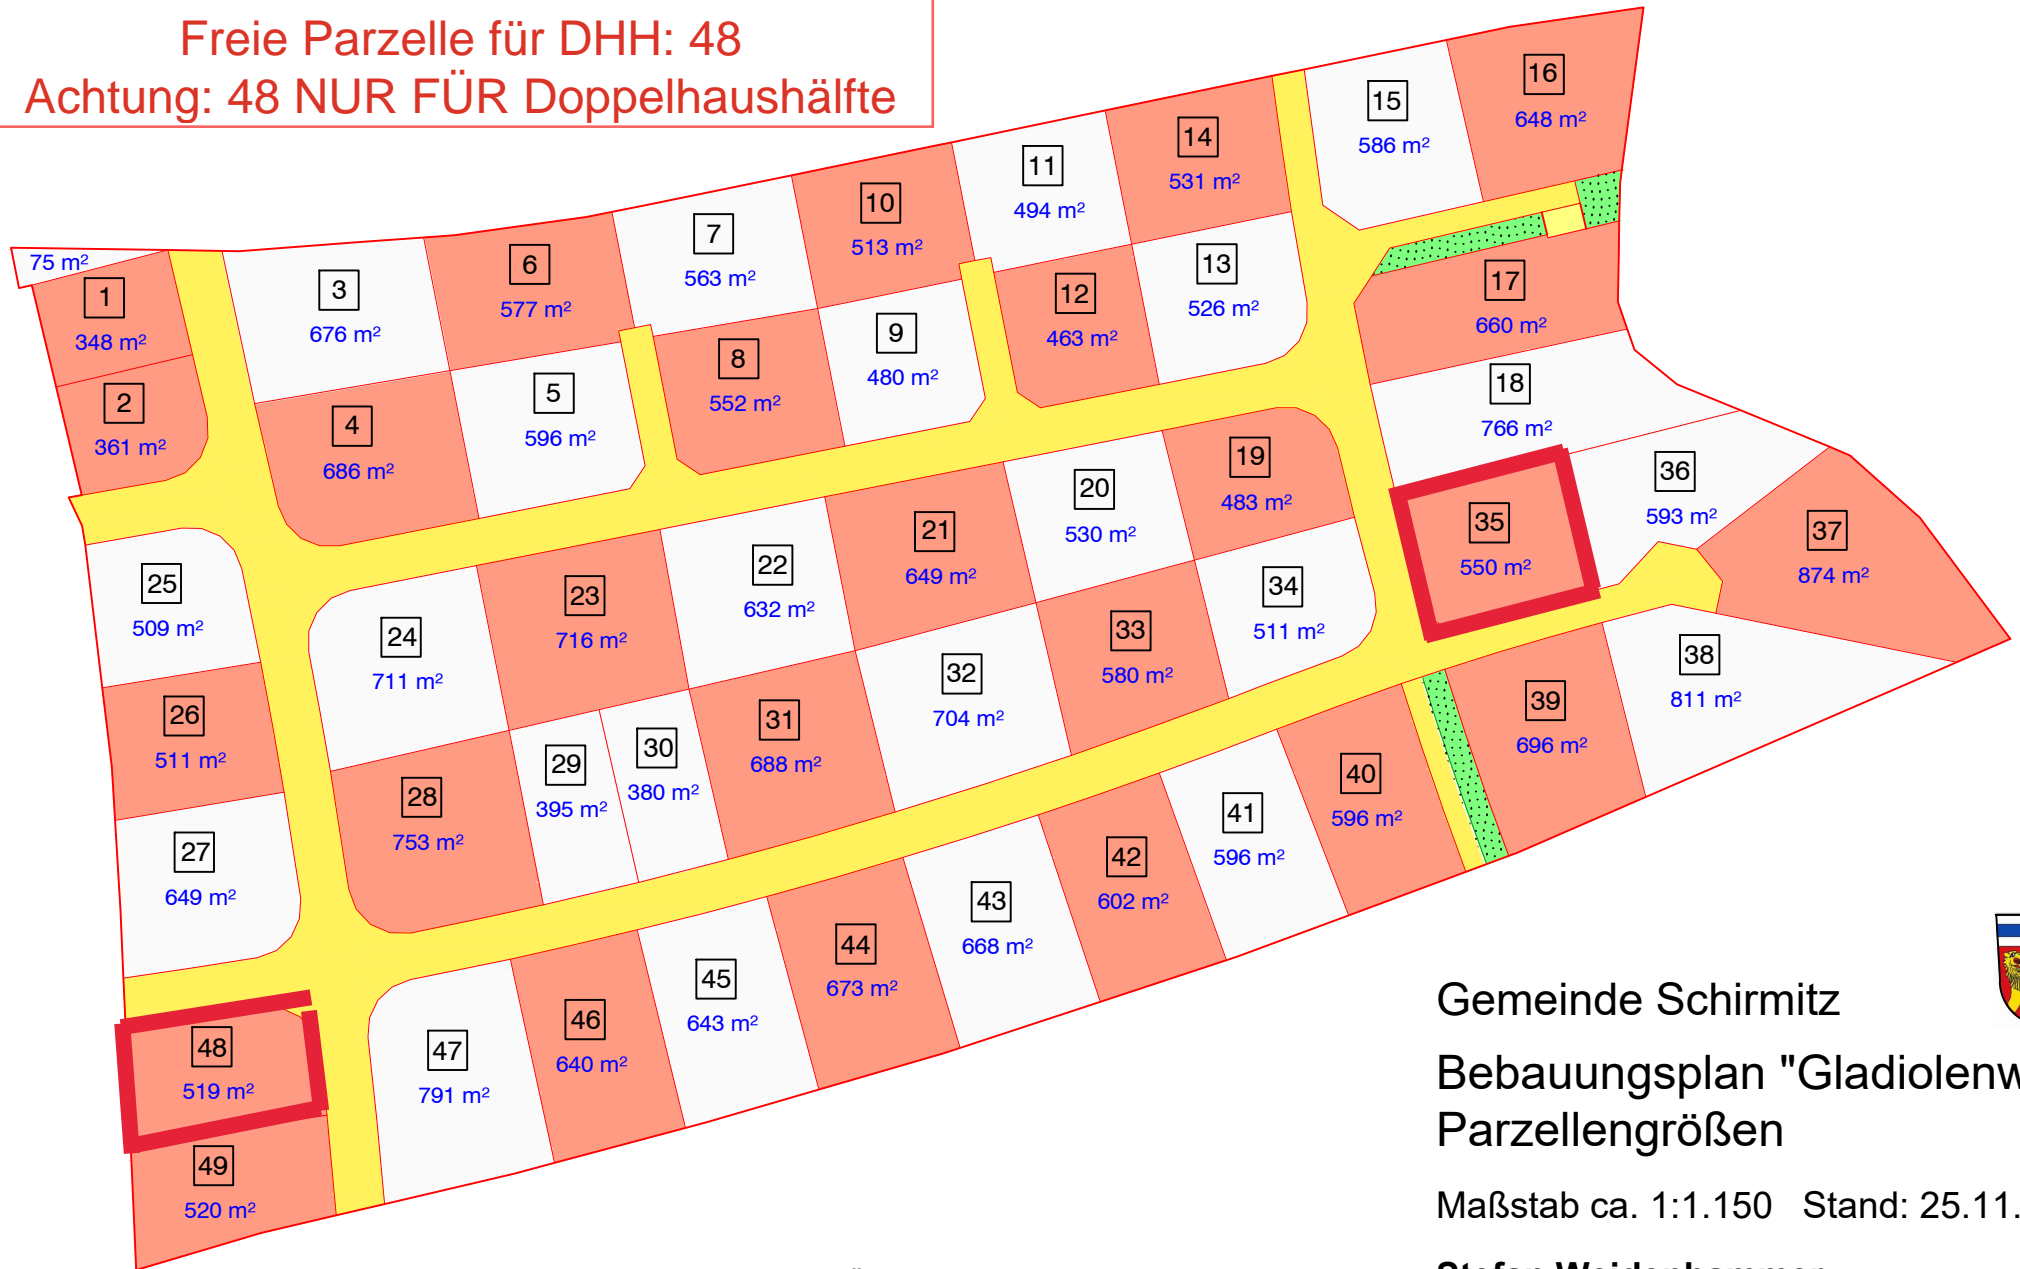 Freie Parzelle für DHH: 48
Achtung: 48 NUR FÜR Doppelhaushälfte
75 m²
1
348 m²
2
361 m²
3
676 m²
4
686 m²
5
596 m²
6
577 m²
7
563 m²
8
552 m²
9
480 m²
10
513 m²
11
494 m²
12
463 m²
13
526 m²
14
531 m²
15
586 m²
16
648 m²
17
660 m²
18
766 m²
19
483 m²
20
530 m²
21
649 m²
22
632 m²
23
716 m²
24
711 m²
25
509 m²
26
511 m²
27
649 m²
28
753 m²
29
395 m²
30
380 m²
31
688 m²
32
704 m²
33
580 m²
34
511 m²
35
550 m²
36
593 m²
37
874 m²
38
811 m²
39
696 m²
40
596 m²
41
596 m²
42
602 m²
43
668 m²
44
673 m²
45
643 m²
46
640 m²
47
791 m²
48
519 m²
49
520 m²
Gemeinde Schirmitz
Bebauungsplan "Gladiolenw
Parzellengrößen
Maßstab ca. 1:1.150 Stand: 25.11.
Stefan Weidenhammer